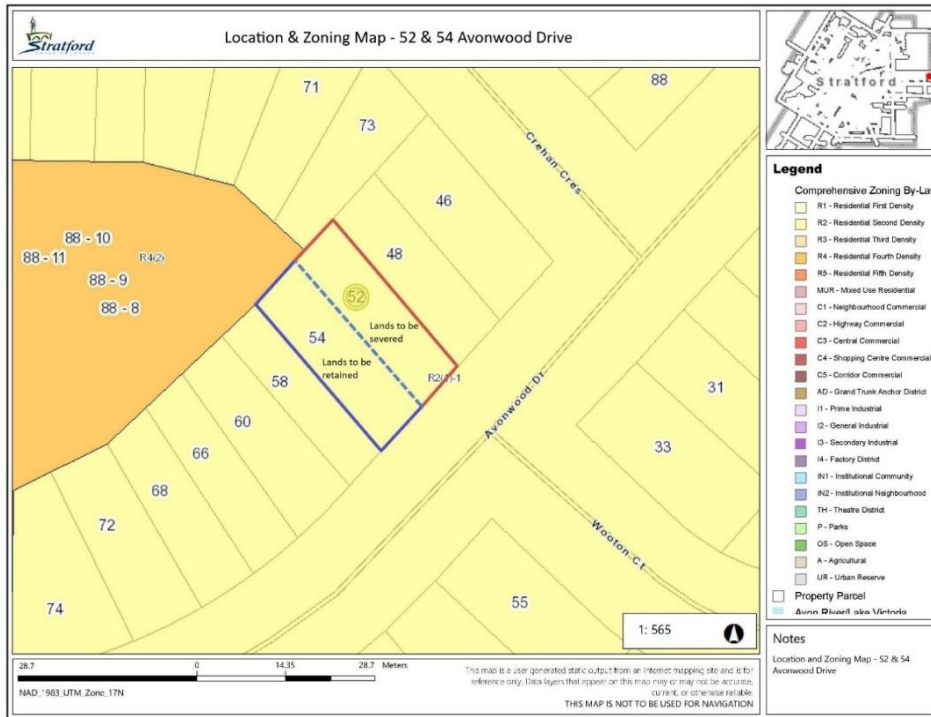 Stratford
Location & Zoning Map - 52 & 54 Avonwood Drive
Stratford
71
73
88
Crehan Cres
46
48
88 - 10
88 - 11
R4(2)
88 - 9
88 - 8
52
Lands to be
severed
54
Lands to be
retained
58
R2(1)-1
Avonwood Dr
31
60
66
33
68
72
Woofon Ct
74
55
1: 565
Legend
Comprehensive Zoning By-La
R1 - Residential First Density
R2 - Residential Second Density
R3 - Residential Third Density
R4 - Residential Fourth Density
R5 - Residential Fifth Density
MUR - Mixed Use Residential
C1 - Neighbourhood Commercial
C2 - Highway Commercial
C3 - Central Commercial
C4 - Shopping Centre Commercial
C5 - Corridor Commercial
AD - Grand Trunk Anchor District
I1 - Prime Industrial
I2 - General Industrial
I3 - Secondary Industrial
I4 - Factory District
IN1 - Institutional Community
IN2 - Institutional Neighbourhood
TH - Theatre District
P - Parks
OS - Open Space
A - Agricultural
UR - Urban Reserve
Property Parcel
Avon River/Lake Victoria
Notes
Location and Zoning Map - 52 & 54
Avonwood Drive
28.7 0 14.35 28.7 Meters
NAD_1983_UTM_Zone_17N
This map is a user generated static output from an Internet mapping site and is for
reference only. Data layers that appear on this map may or may not be accurate,
current, or otherwise reliable.
THIS MAP IS NOT TO BE USED FOR NAVIGATION